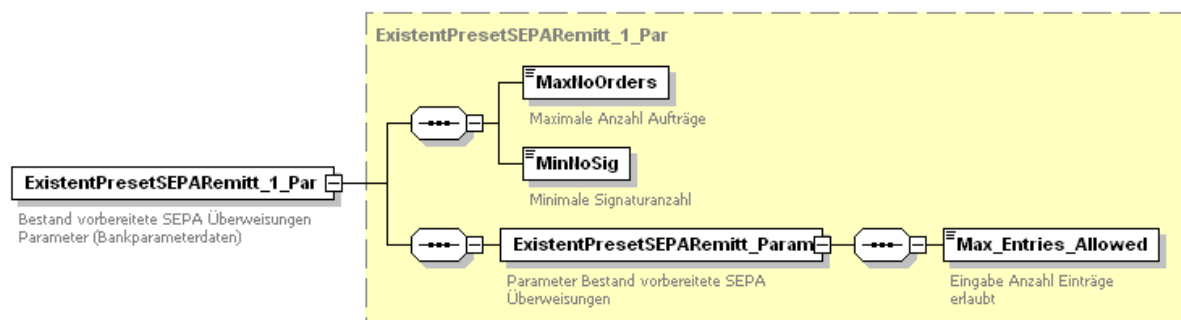 ExistentPresetSEPARemitt_1_Par
MaxNoOrders
Maximale Anzahl Aufträge
MinNoSig
Minimale Signaturanzahl
ExistentPresetSEPARemitt_1_Par
Bestand vorbereitete SEPA Überweisungen
Parameter (Bankparameterdaten)
ExistentPresetSEPARemitt_Param
Parameter Bestand vorbereitete SEPA
Überweisungen
Max_Entries_Allowed
Eingabe Anzahl Einträge
erlaubt